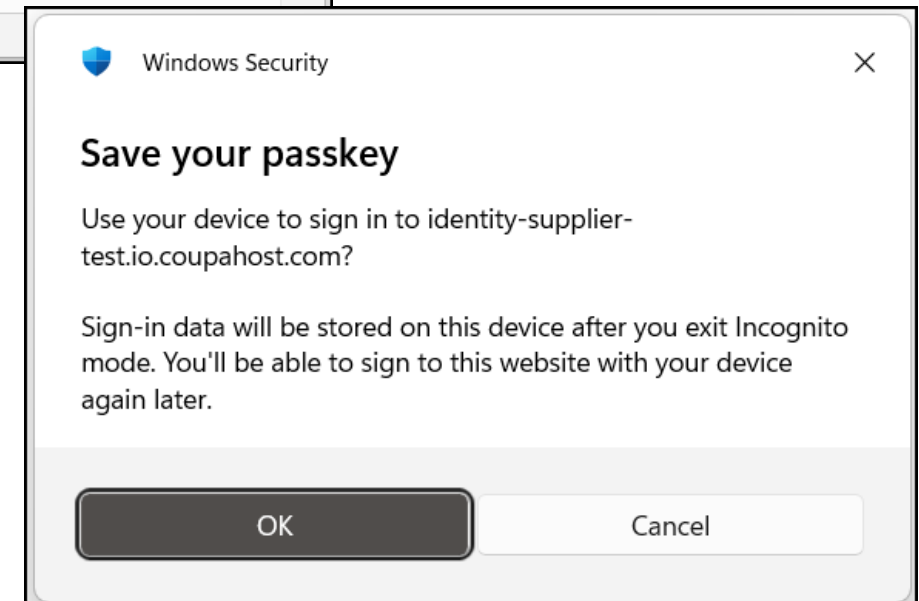 Windows Security
Save your passkey
Use your device to sign in to identity-supplier-
test.io.coupahost.com?
Sign-in data will be stored on this device after you exit Incognito
mode. You'll be able to sign to this website with your device
again later.
OK
Cancel